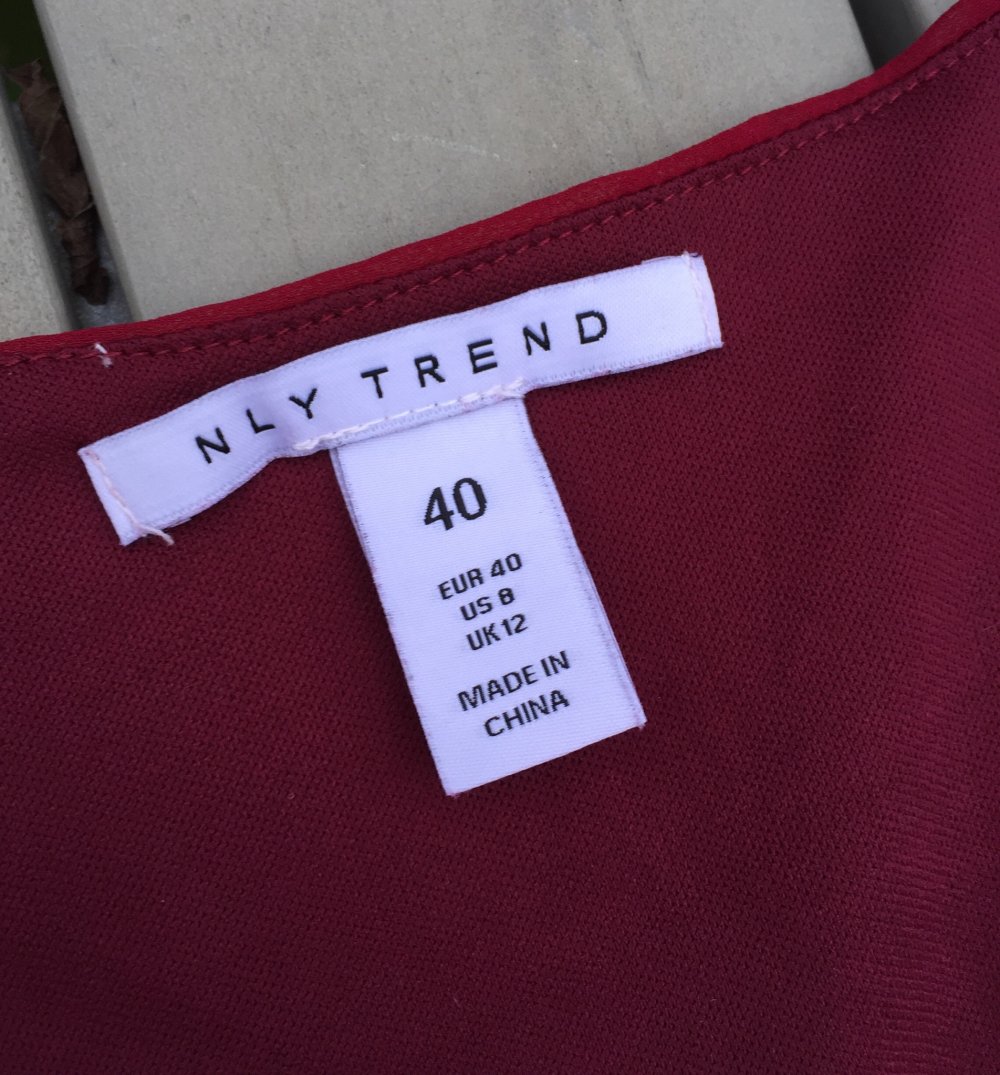 NLY TREND
40
EUR 40
US 8
UK 12
MADE IN
CHINA